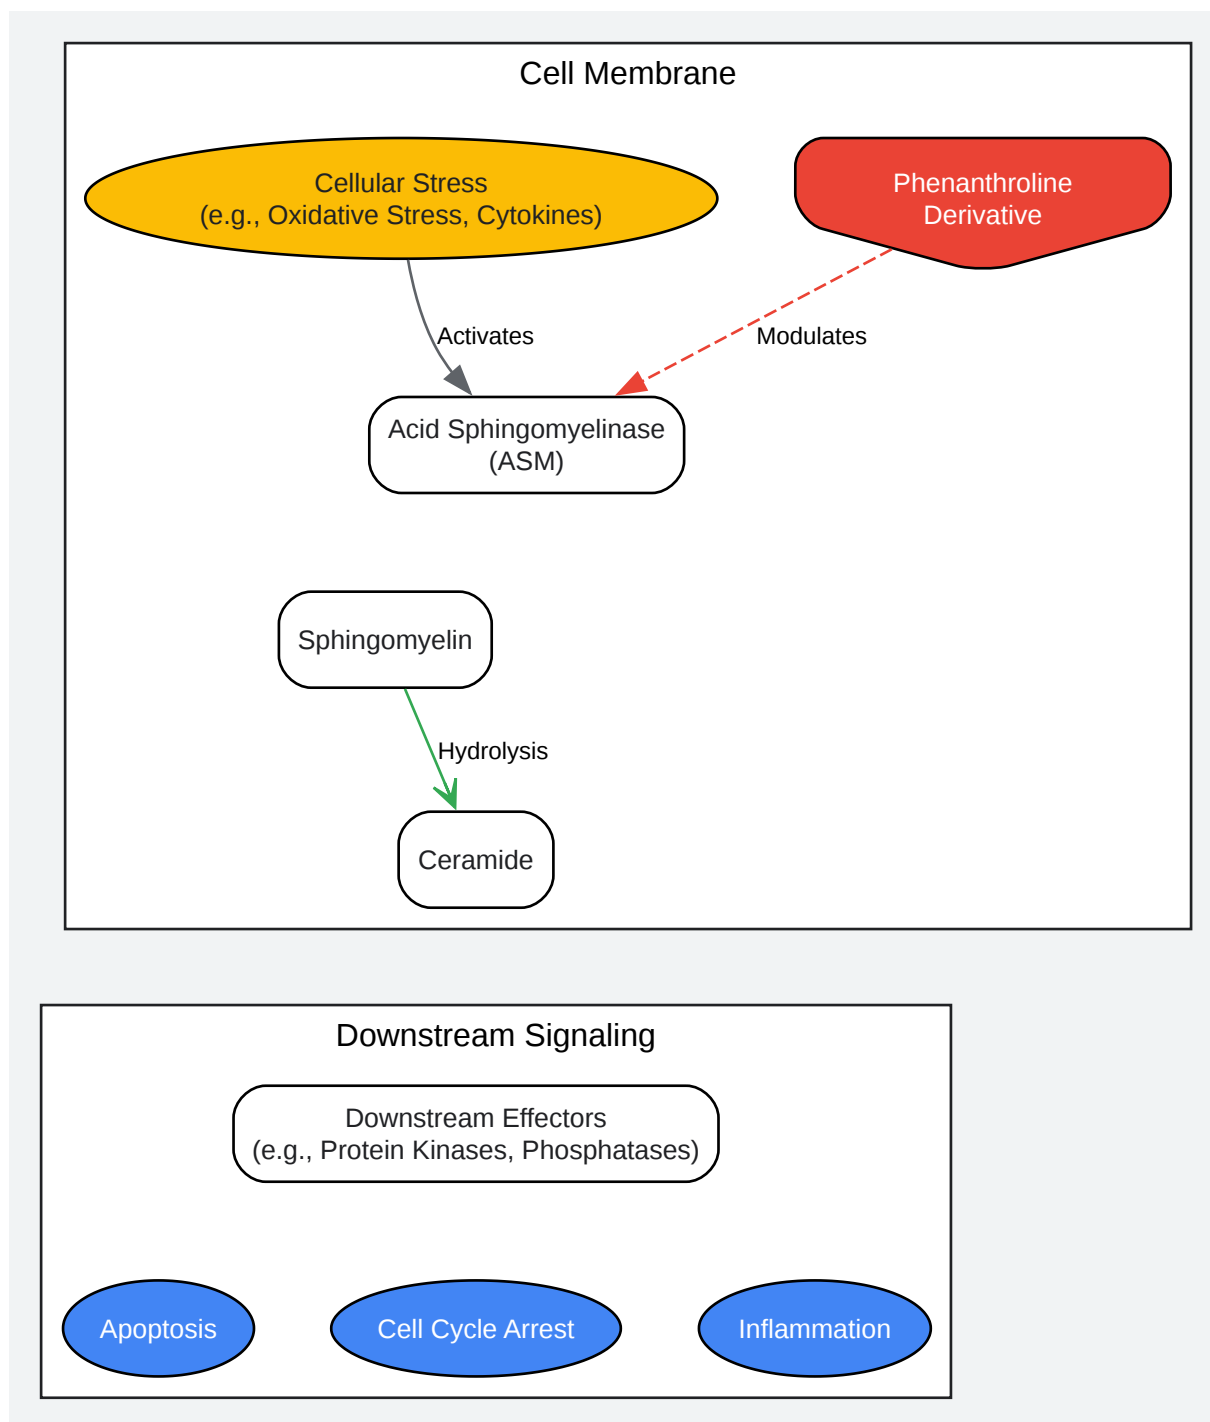 Cell Membrane
Cellular Stress
(e.g., Oxidative Stress, Cytokines)
Phenanthroline
Derivative
Activates
Modulates
Acid Sphingomyelinase
(ASM)
Sphingomyelin
Hydrolysis
Ceramide
Downstream Signaling
Downstream Effectors
(e.g., Protein Kinases, Phosphatases)
Apoptosis
Cell Cycle Arrest
Inflammation